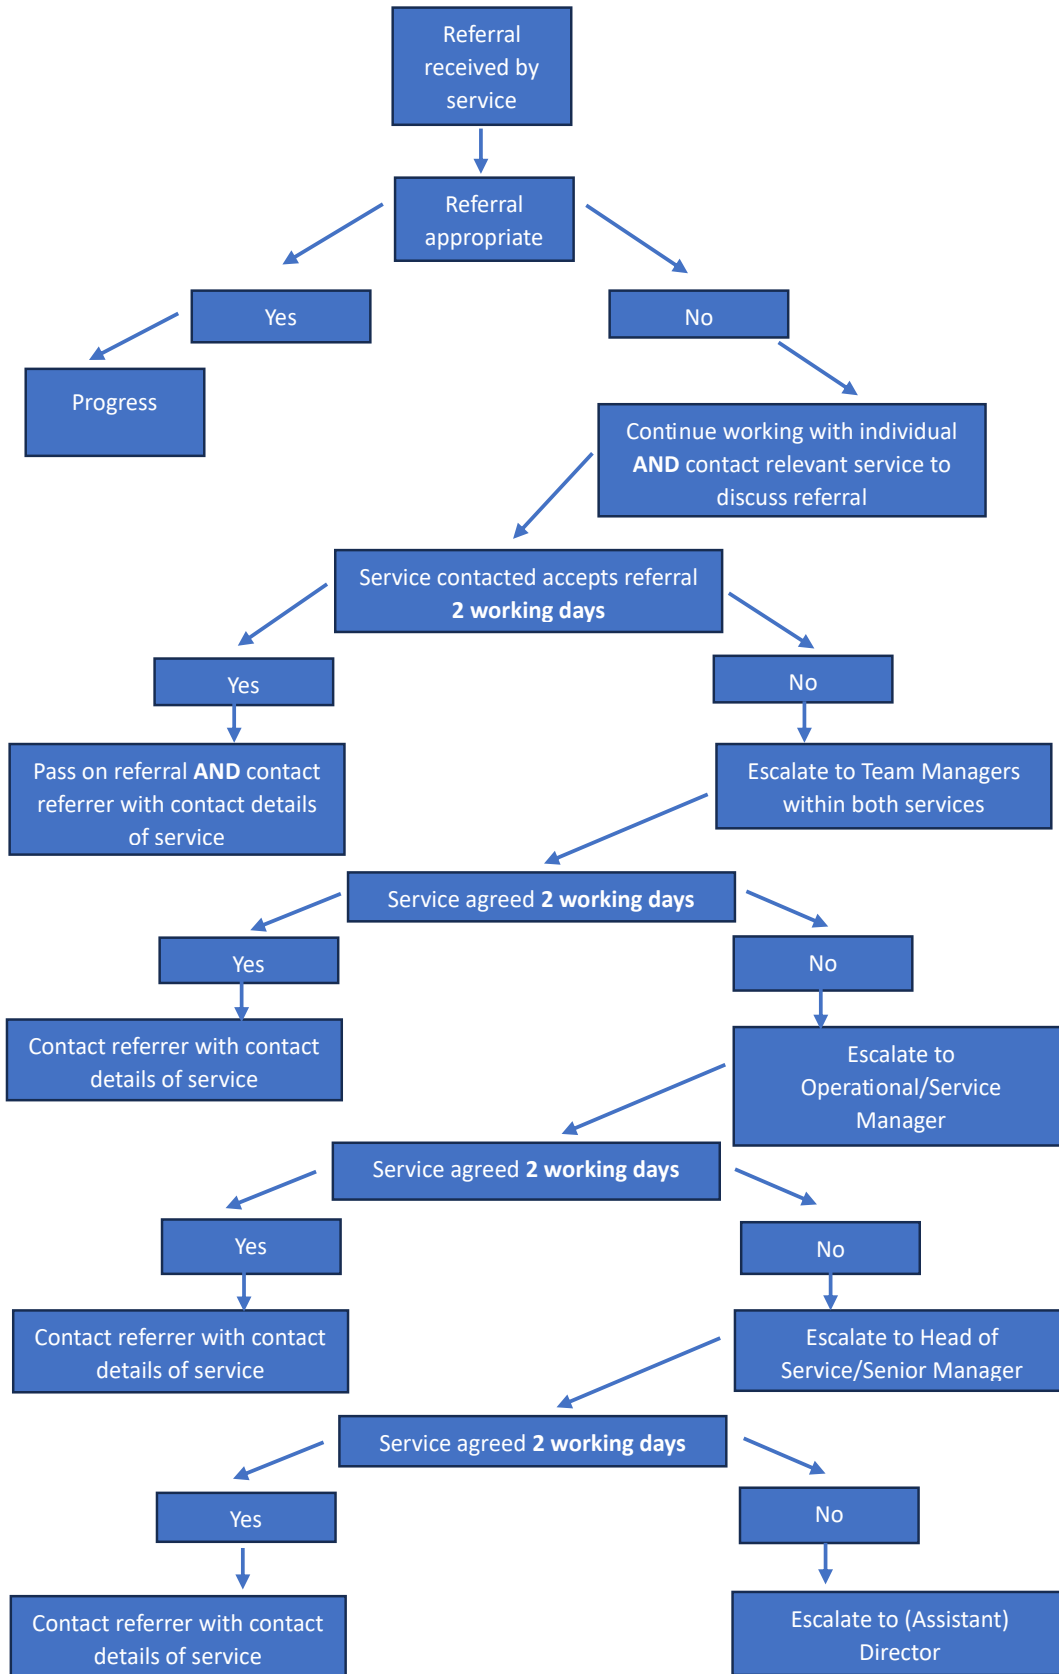 Referral
received by
service
Referral
appropriate
Yes
No
Progress
Continue working with individual
AND contact relevant service to
discuss referral
Service contacted accepts referral
2 working days
Yes
No
Pass on referral AND contact
referrer with contact details
of service
Escalate to Team Managers
within both services
Service agreed 2 working days
Yes
No
Contact referrer with contact
details of service
Escalate to
Operational/Service
Manager
Service agreed 2 working days
Yes
No
Contact referrer with contact
details of service
Escalate to Head of
Service/Senior Manager
Service agreed 2 working days
Yes
No
Contact referrer with contact
details of service
Escalate to (Assistant)
Director